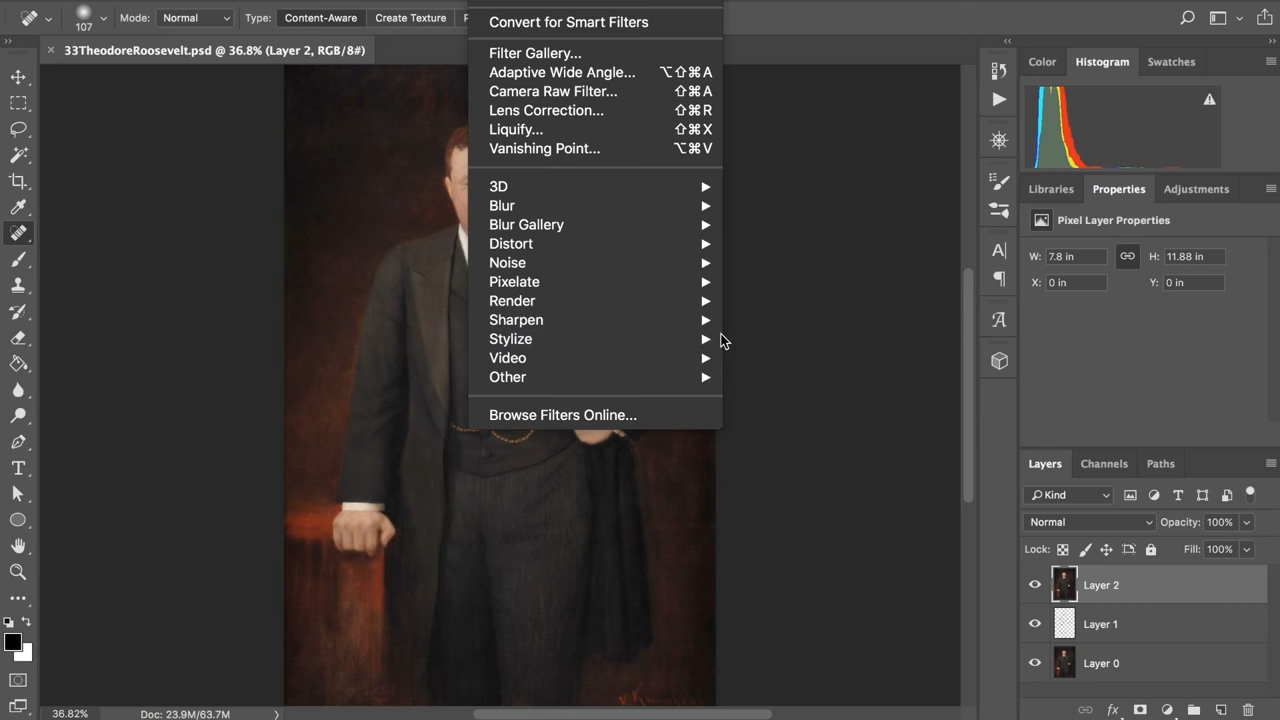 107
Mode: Normal
Type: Content-Aware
Create Texture
P
Convert for Smart Filters
Filter Gallery...
Adaptive Wide Angle... ⌥⇧⌘A
Camera Raw Filter... ⇧⌘A
Lens Correction... ⇧⌘R
Liquify... ⇧⌘X
Vanishing Point... ⌥⌘V
3D
Blur
Blur Gallery
Distort
Noise
Pixelate
Render
Sharpen
Stylize
Video
Other
Browse Filters Online...
33TheodoreRoosevelt.psd @ 36.8% (Layer 2, RGB/8#)
Color Histogram Swatches
Libraries Properties Adjustments
Pixel Layer Properties
W: 7.8 in H: 11.88 in
X: 0 in Y: 0 in
Layers Channels Paths
Kind
Normal Opacity: 100%
Lock: Fill: 100%
Layer 2
Layer 1
Layer 0
36.82% Doc: 23.9M/63.7M